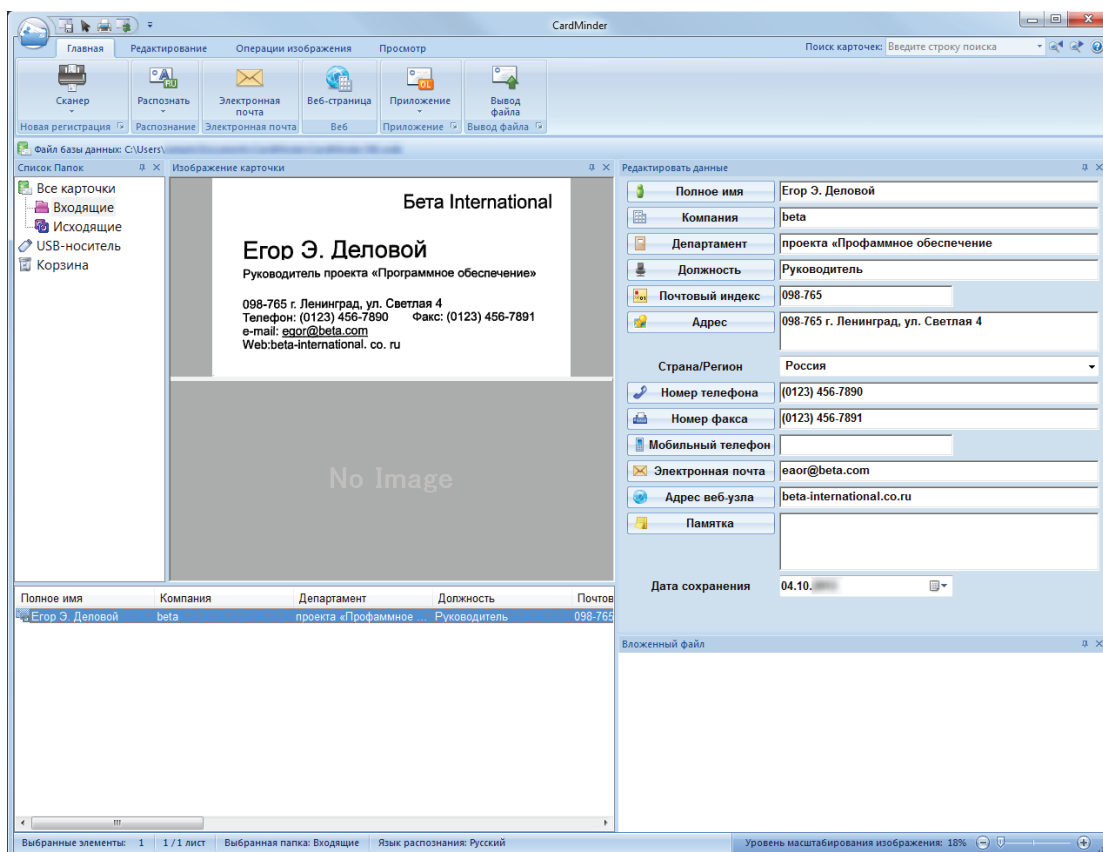 CardMinder
Главная Редактирование Операции изображения Просмотр
Поиск карточек: Введите строку поиска
Сканер
Распознать
Электронная почта
Веб-страница
Приложение
Вывод файла
Новая регистрация Распознавание Электронная почта Веб Приложение Вывод файла
Файл базы данных: C:\Users\
Список Папок
Все карточки
Входящие
Исходящие
USB-носитель
Корзина
Изображение карточки
Бета International
Егор Э. Деловой
Руководитель проекта «Программное обеспечение»
098-765 г. Ленинград, ул. Светлая 4
Телефон: (0123) 456-7890 Факс: (0123) 456-7891
e-mail: egor@beta.com
Web:beta-international. co. ru
No Image
Редактировать данные
Полное имя Егор Э. Деловой
Компания beta
Департамент проекта «Профаммное обеспечение
Должность Руководитель
Почтовый индекс 098-765
Адрес 098-765 г. Ленинград, ул. Светлая 4
Страна/Регион Россия
Номер телефона (0123) 456-7890
Номер факса (0123) 456-7891
Мобильный телефон
Электронная почта eaor@beta.com
Адрес веб-узла beta-international.co.ru
Памятка
Дата сохранения 04.10.
Вложенный файл
Полное имя Компания Департамент Должность Почтов
Егор Э. Деловой beta проекта «Профаммное ... Руководитель 098-765
Выбранные элементы: 1 1 / 1 лист Выбранная папка: Входящие Язык распознания: Русский Уровень масштабирования изображения: 18%